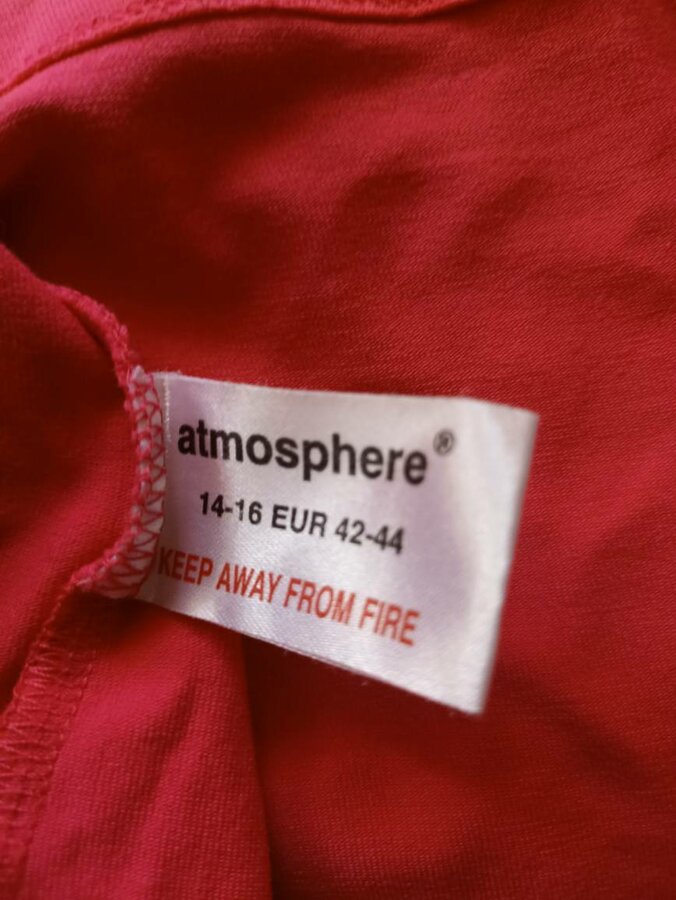 atmosphere®
14-16 EUR 42-44
KEEP AWAY FROM FIRE